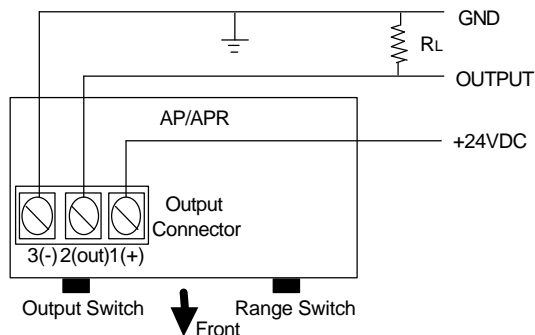 GND
RL
OUTPUT
AP/APR
+24VDC
Output
Connector
3(-) 2(out) 1(+)
Output Switch
Range Switch
Front